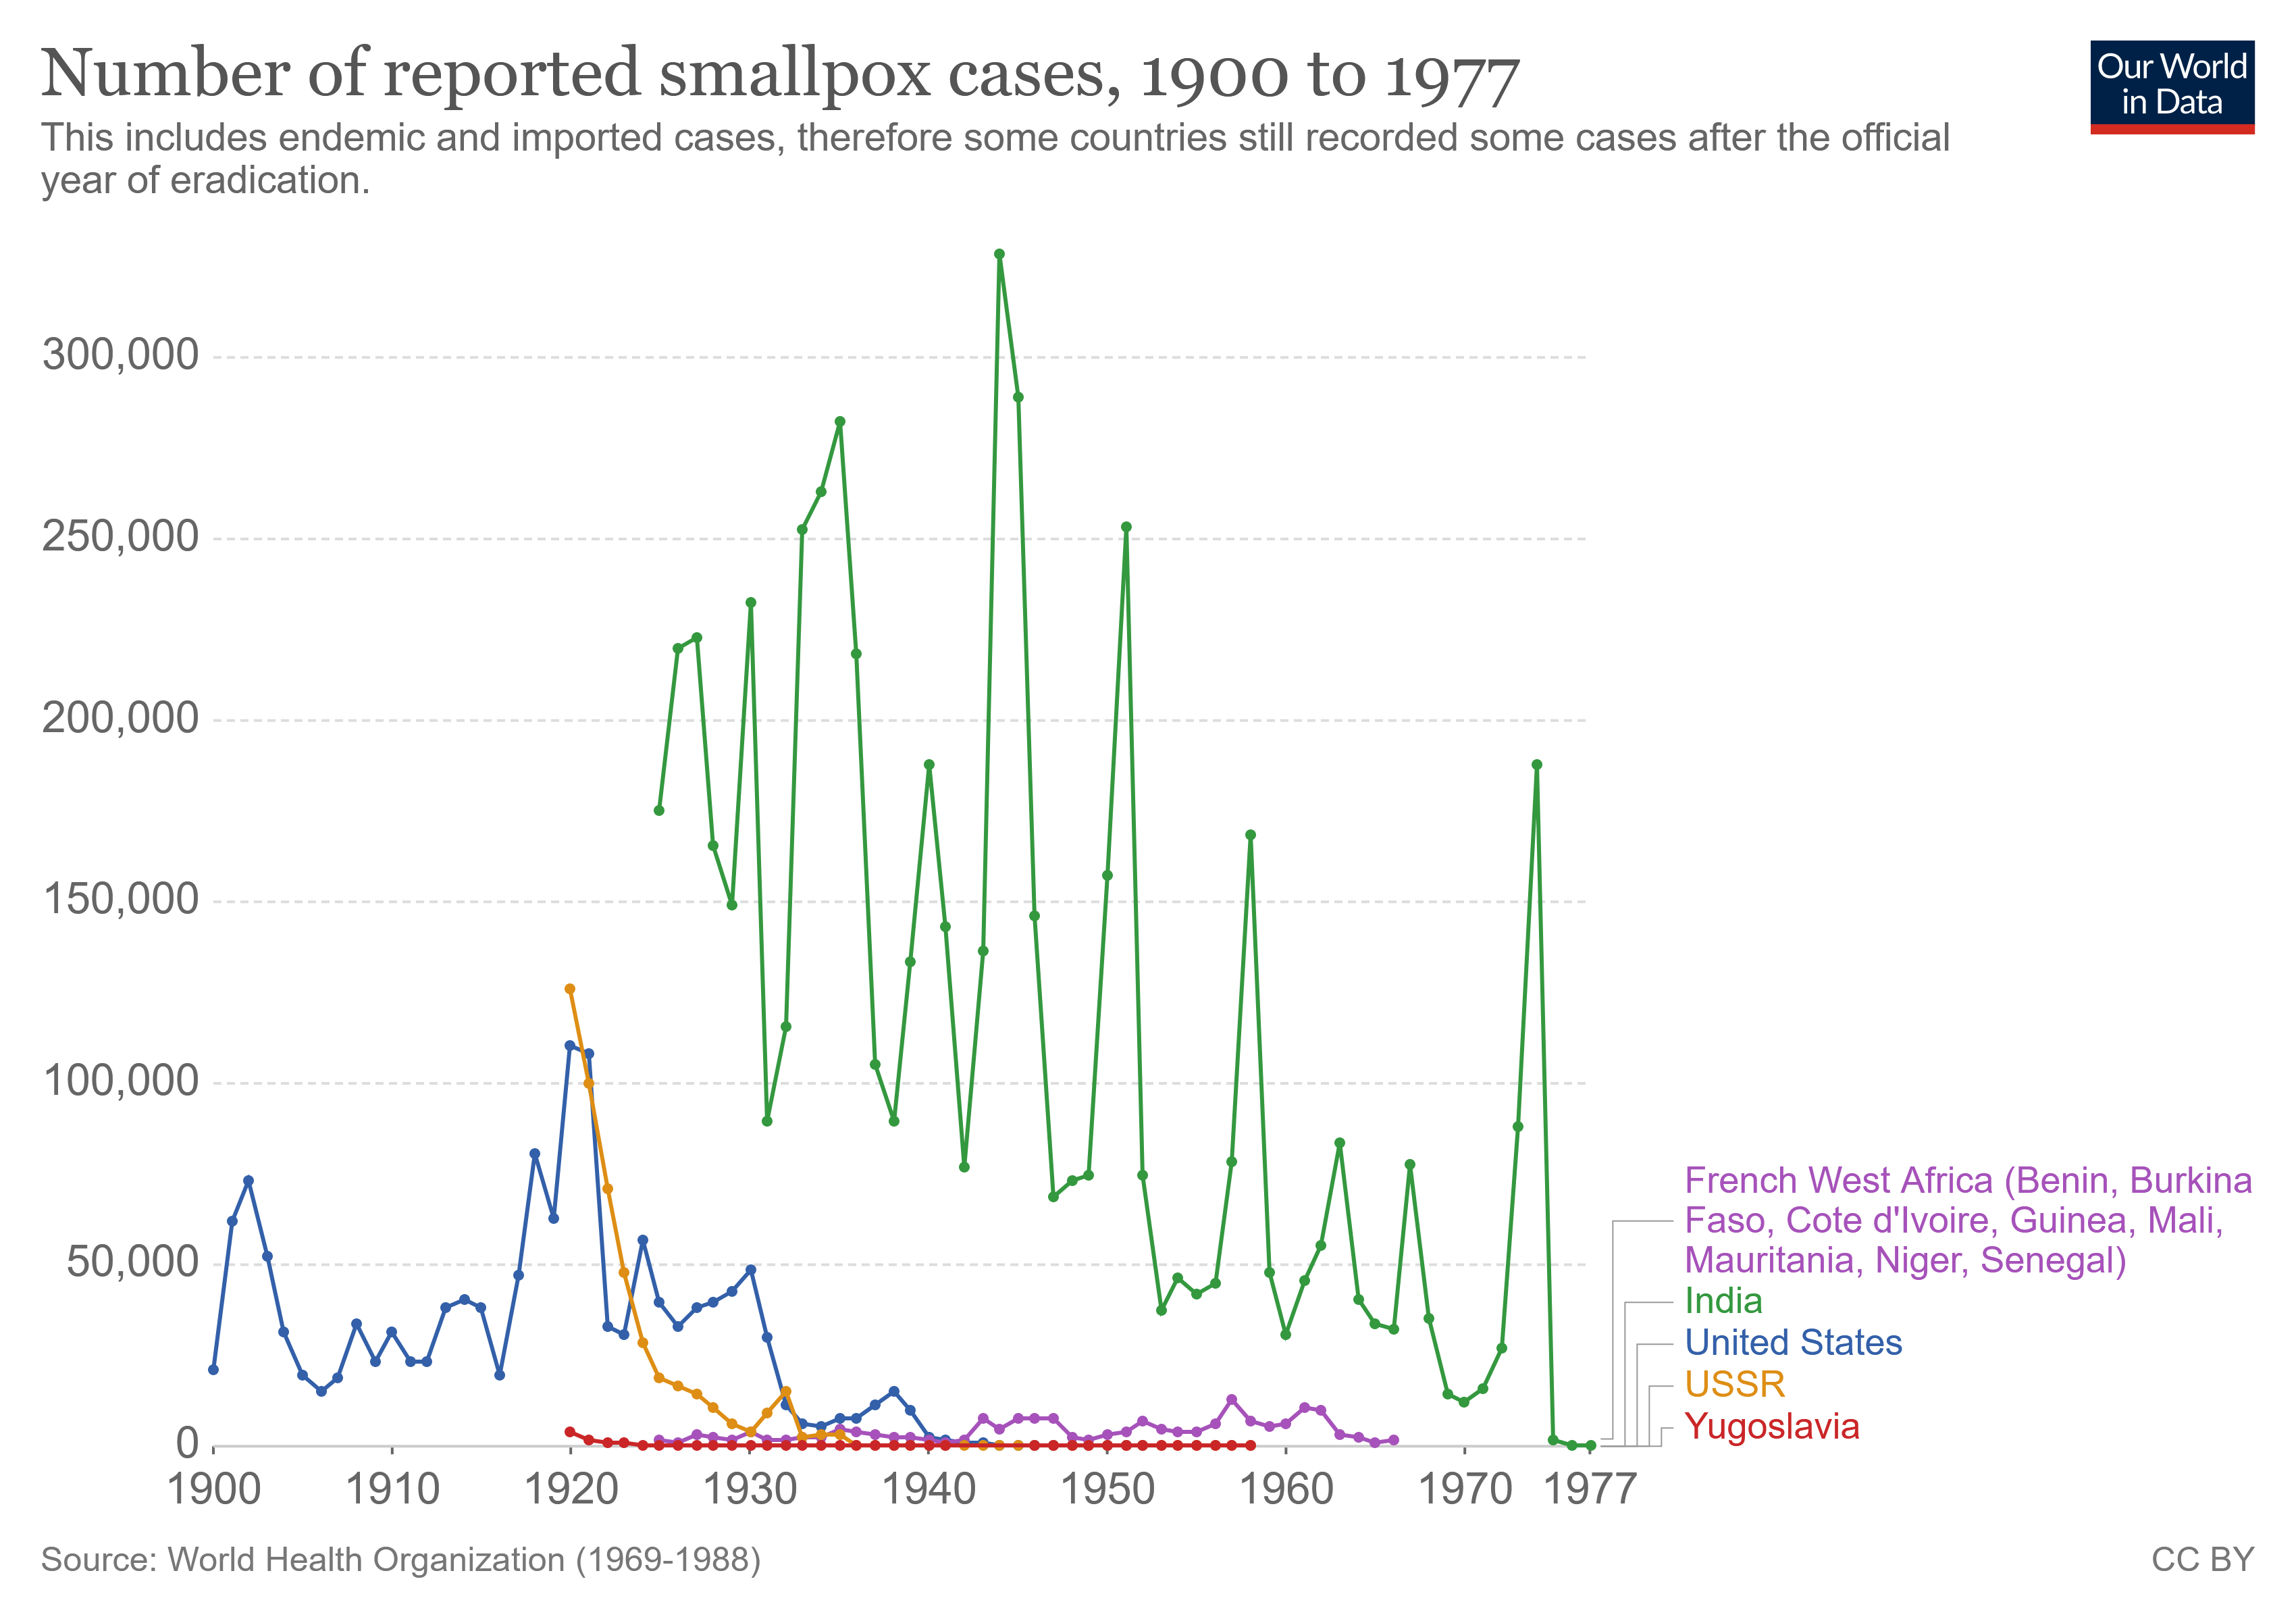 Number of reported smallpox cases, 1900 to 1977
Our World
in Data
This includes endemic and imported cases, therefore some countries still recorded some cases after the official
year of eradication.
300,000
250,000
200,000
150,000
100,000
50,000
0
French West Africa (Benin, Burkina
Faso, Cote d'Ivoire, Guinea, Mali,
Mauritania, Niger, Senegal)
India
United States
USSR
Yugoslavia
1900 1910 1920 1930 1940 1950 1960 1970 1977
Source: World Health Organization (1969-1988)
CC BY